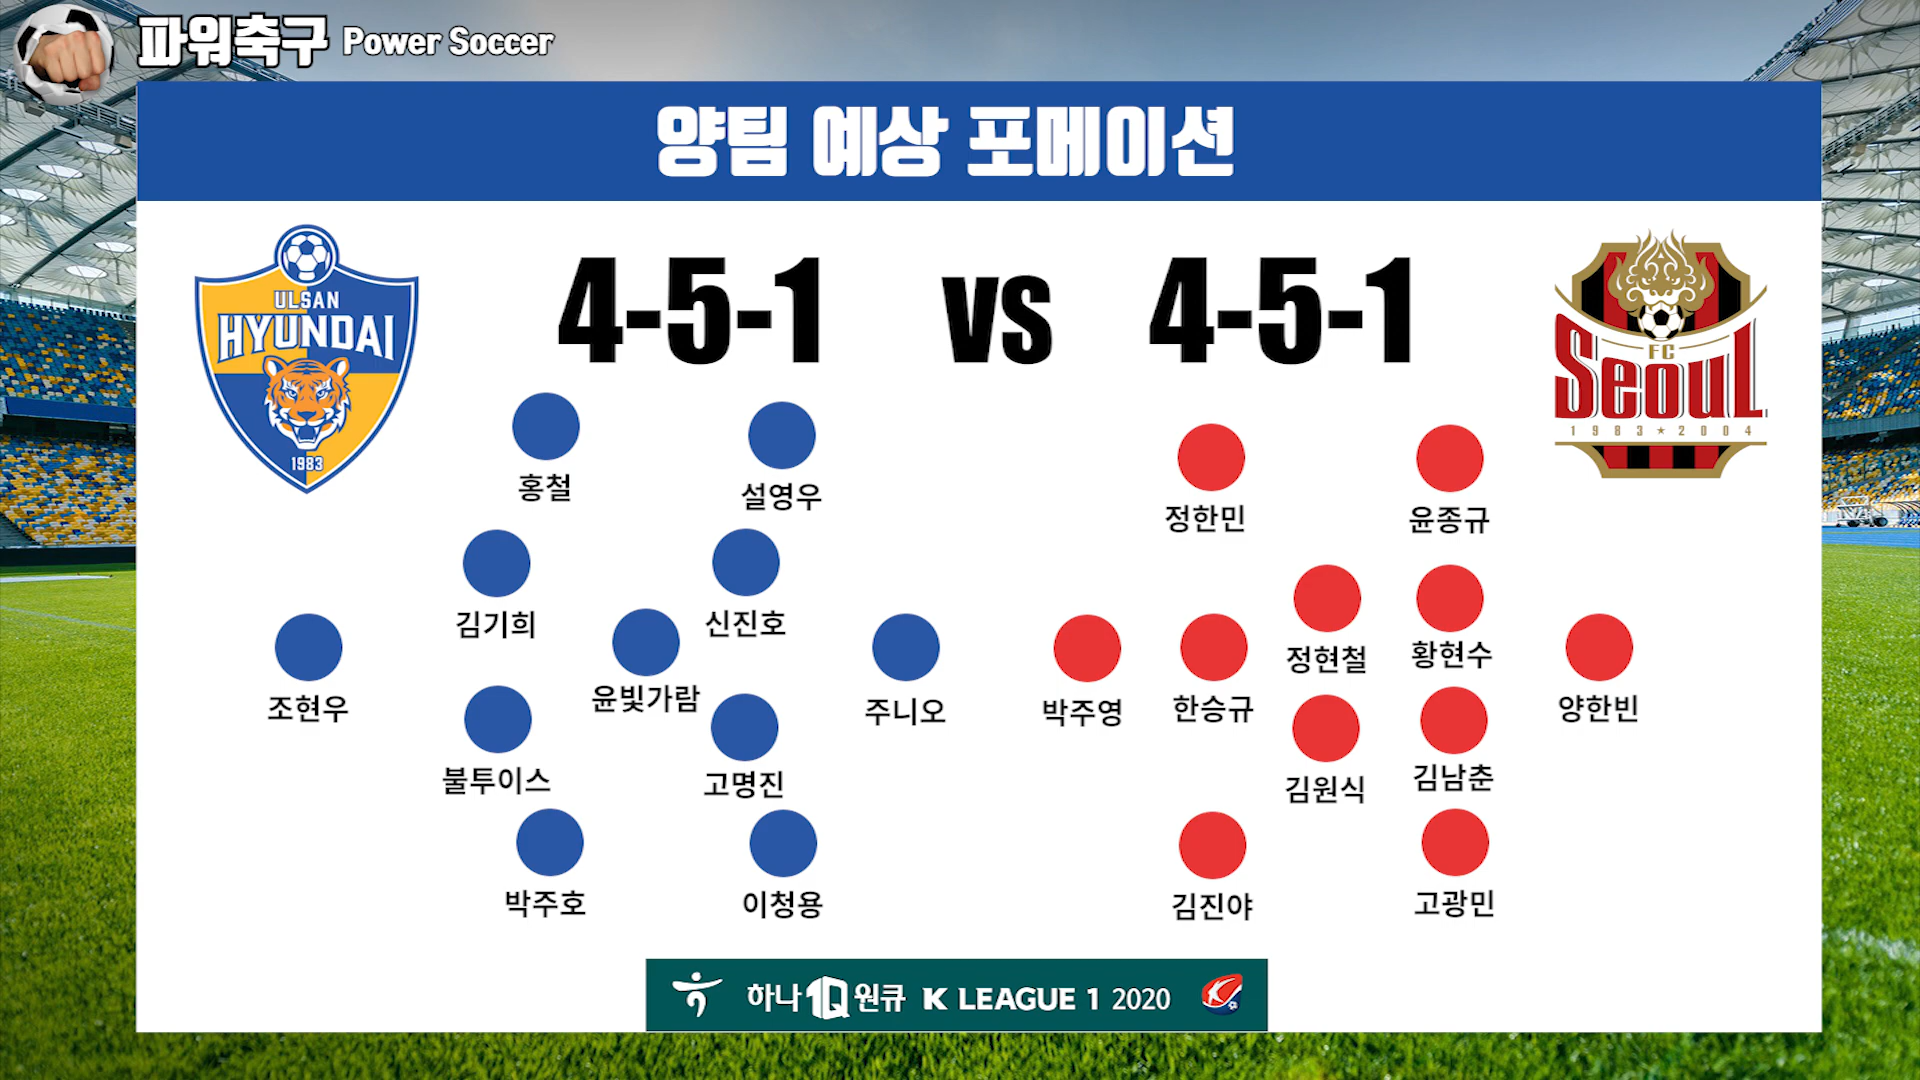 파워축구 Power Soccer
양팀 예상 포메이션
ULSAN
HYUNDAI
1983
4-5-1 VS 4-5-1
FC
Seoul
1983★2004
홍철
설영우
정한민
윤종규
김기희
신진호
정현철
황현수
조현우
윤빛가람
주니오
박주영
한승규
양한빈
불투이스
고명진
김원식
김남춘
박주호
이청용
김진야
고광민
하나 1Q 원큐 K LEAGUE 1 2020